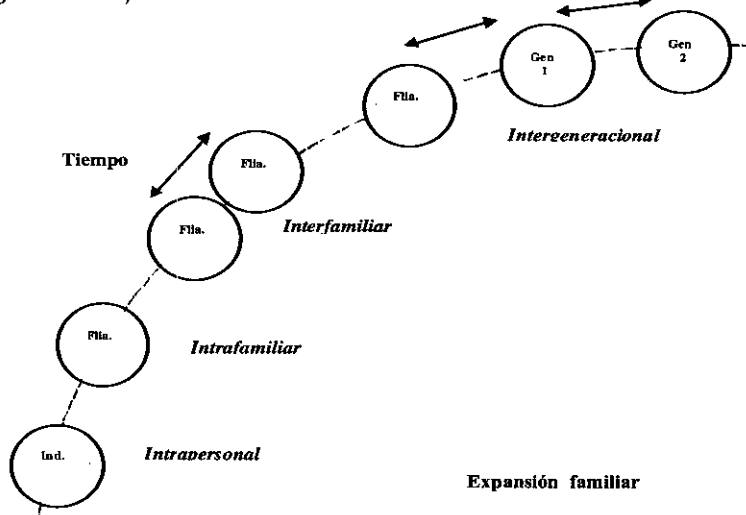 Gen
1
Gen
2
Flia.
Intergeneracional
Tiempo
Flia.
Flia.
Interfamiliar
Flia.
Intrafamiliar
Ind.
Intrapersonal
Expansión familiar